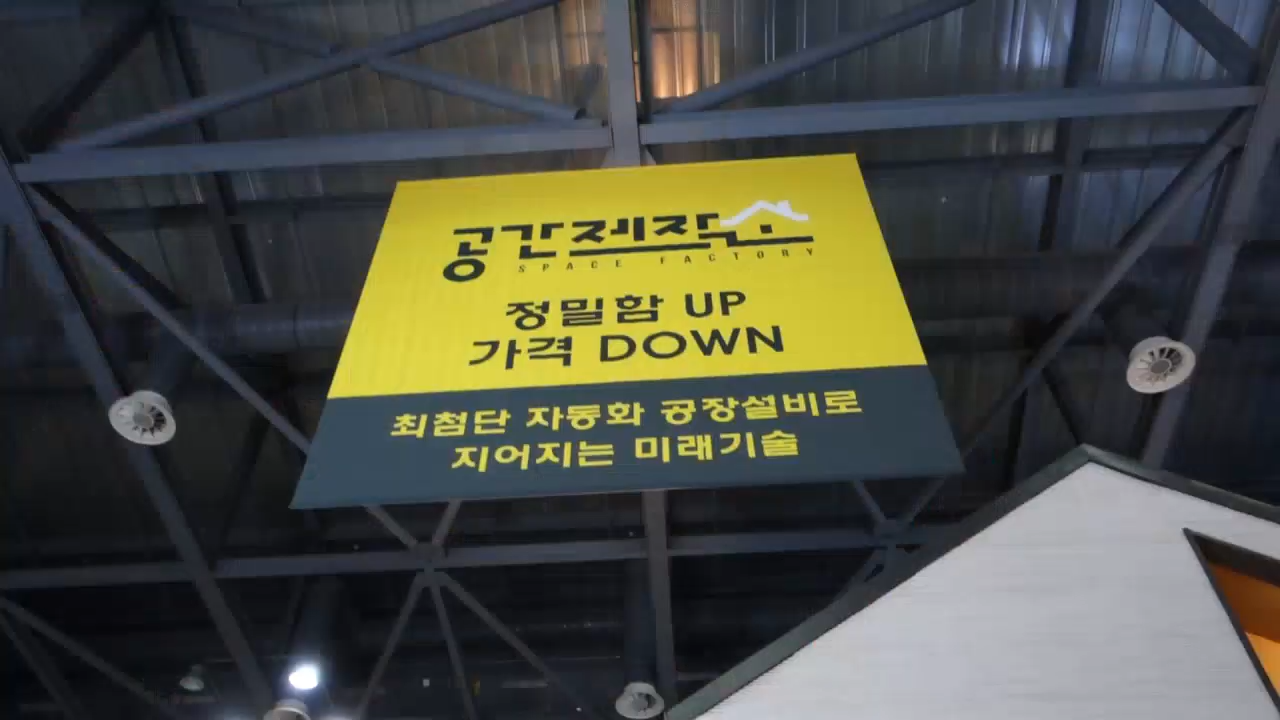 공간제작소
SPACE FACTORY
정밀함 UP
가격 DOWN
최첨단 자동화 공장설비로
지어지는 미래기술